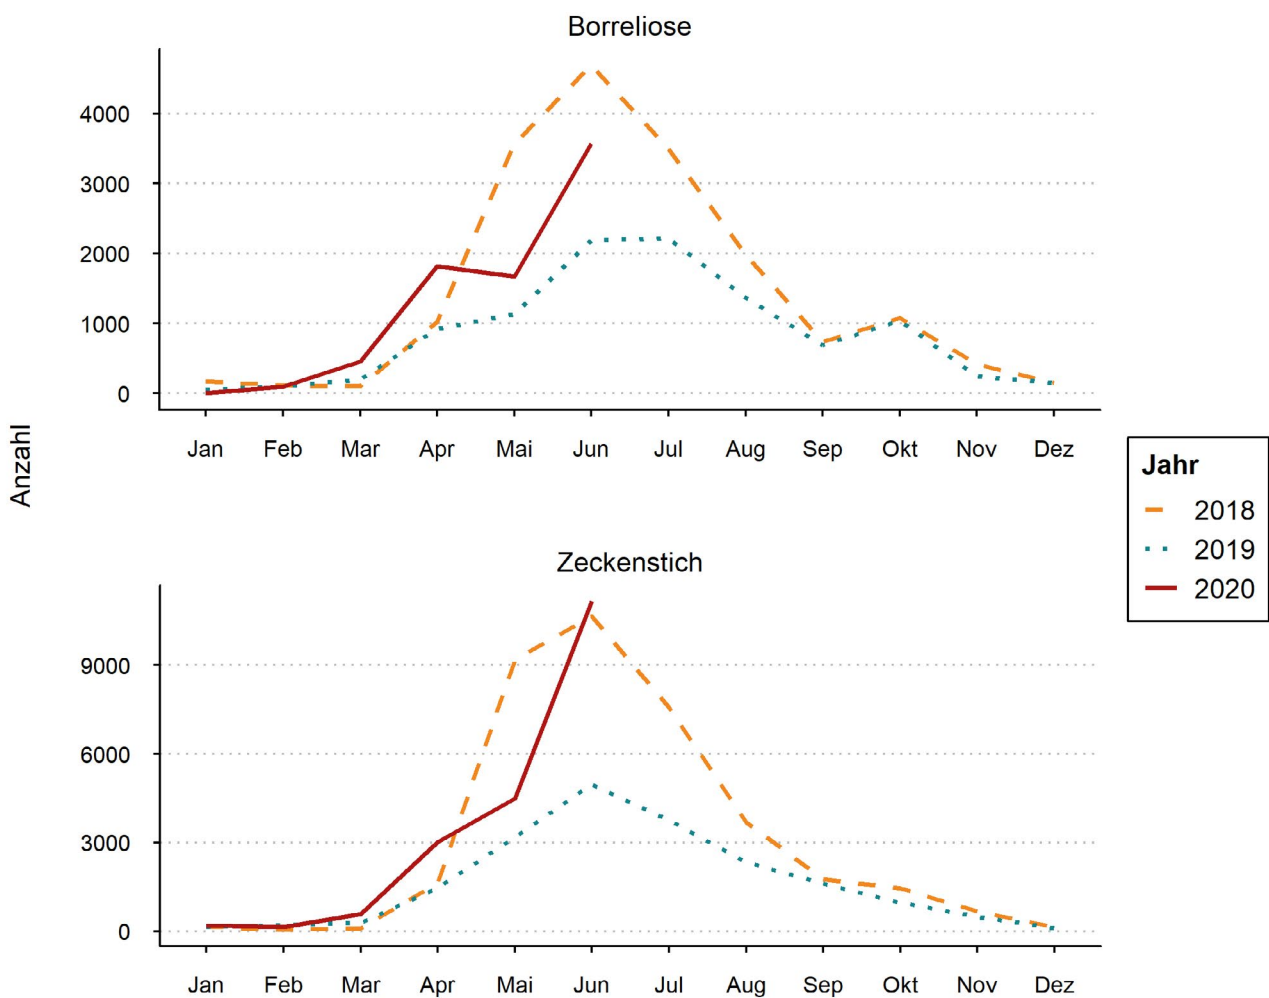 Borreliose
4000
3000
2000
1000
0
Jan Feb Mar Apr Mai Jun Jul Aug Sep Okt Nov Dez
Anzahl
Zeckenstich
9000
6000
3000
0
Jan Feb Mar Apr Mai Jun Jul Aug Sep Okt Nov Dez
Jahr
2018
2019
2020